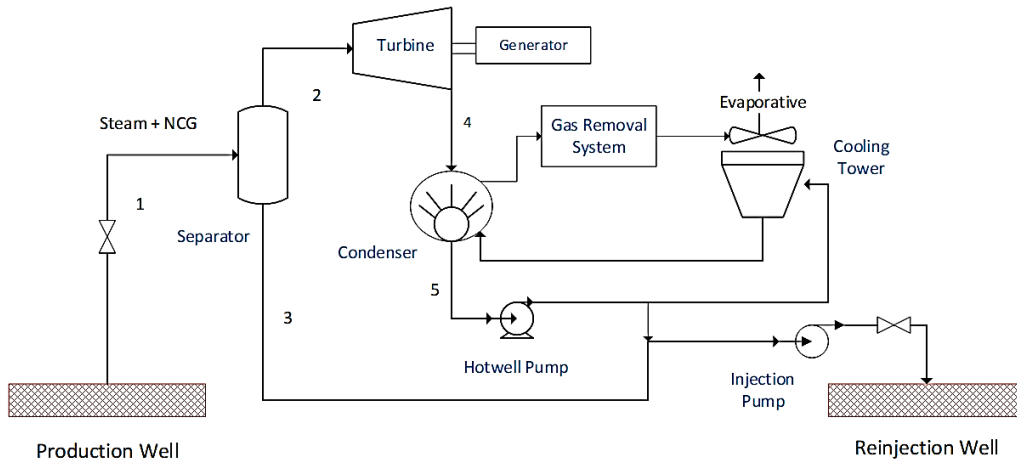 Turbine
Generator
2
Evaporative
Steam + NCG
4
Gas Removal
System
Cooling
Tower
1
Separator
Condenser
5
3
Hotwell Pump
Injection
Pump
Production Well
Reinjection Well